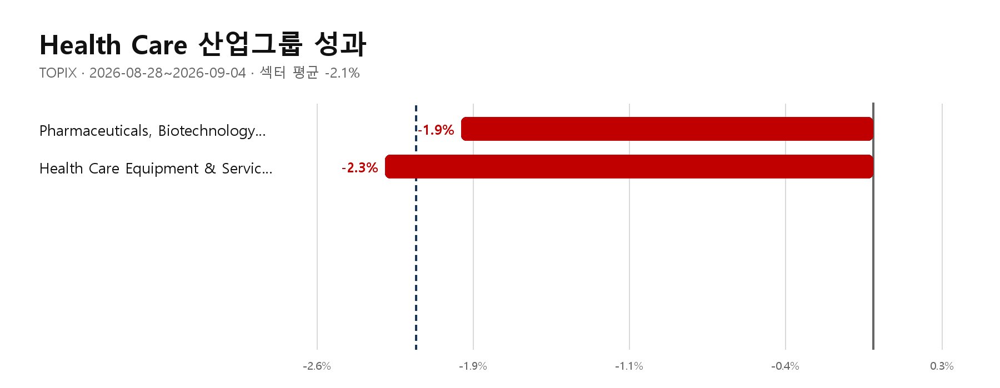 Health Care 산업그룹 성과
TOPIX · 2026-08-28~2026-09-04 · 섹터 평균 -2.1%
Pharmaceuticals, Biotechnology... -1.9%
Health Care Equipment & Servic... -2.3%
-2.6% -1.9% -1.1% -0.4% 0.3%